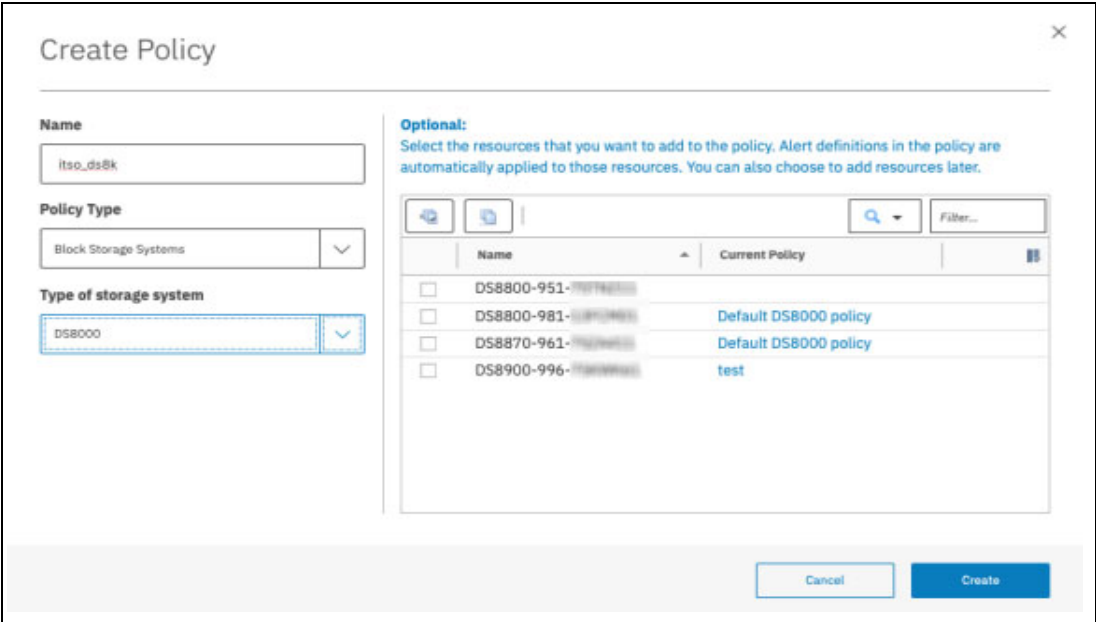 Create Policy
Name
itso_ds8k
Policy Type
Block Storage Systems
Type of storage system
DS8000
Optional:
Select the resources that you want to add to the policy. Alert definitions in the policy are
automatically applied to those resources. You can also choose to add resources later.
Filter...
Name Current Policy
DS8800-951-
DS8800-981- Default DS8000 policy
DS8870-961- Default DS8000 policy
DS8900-996- test
Cancel Create